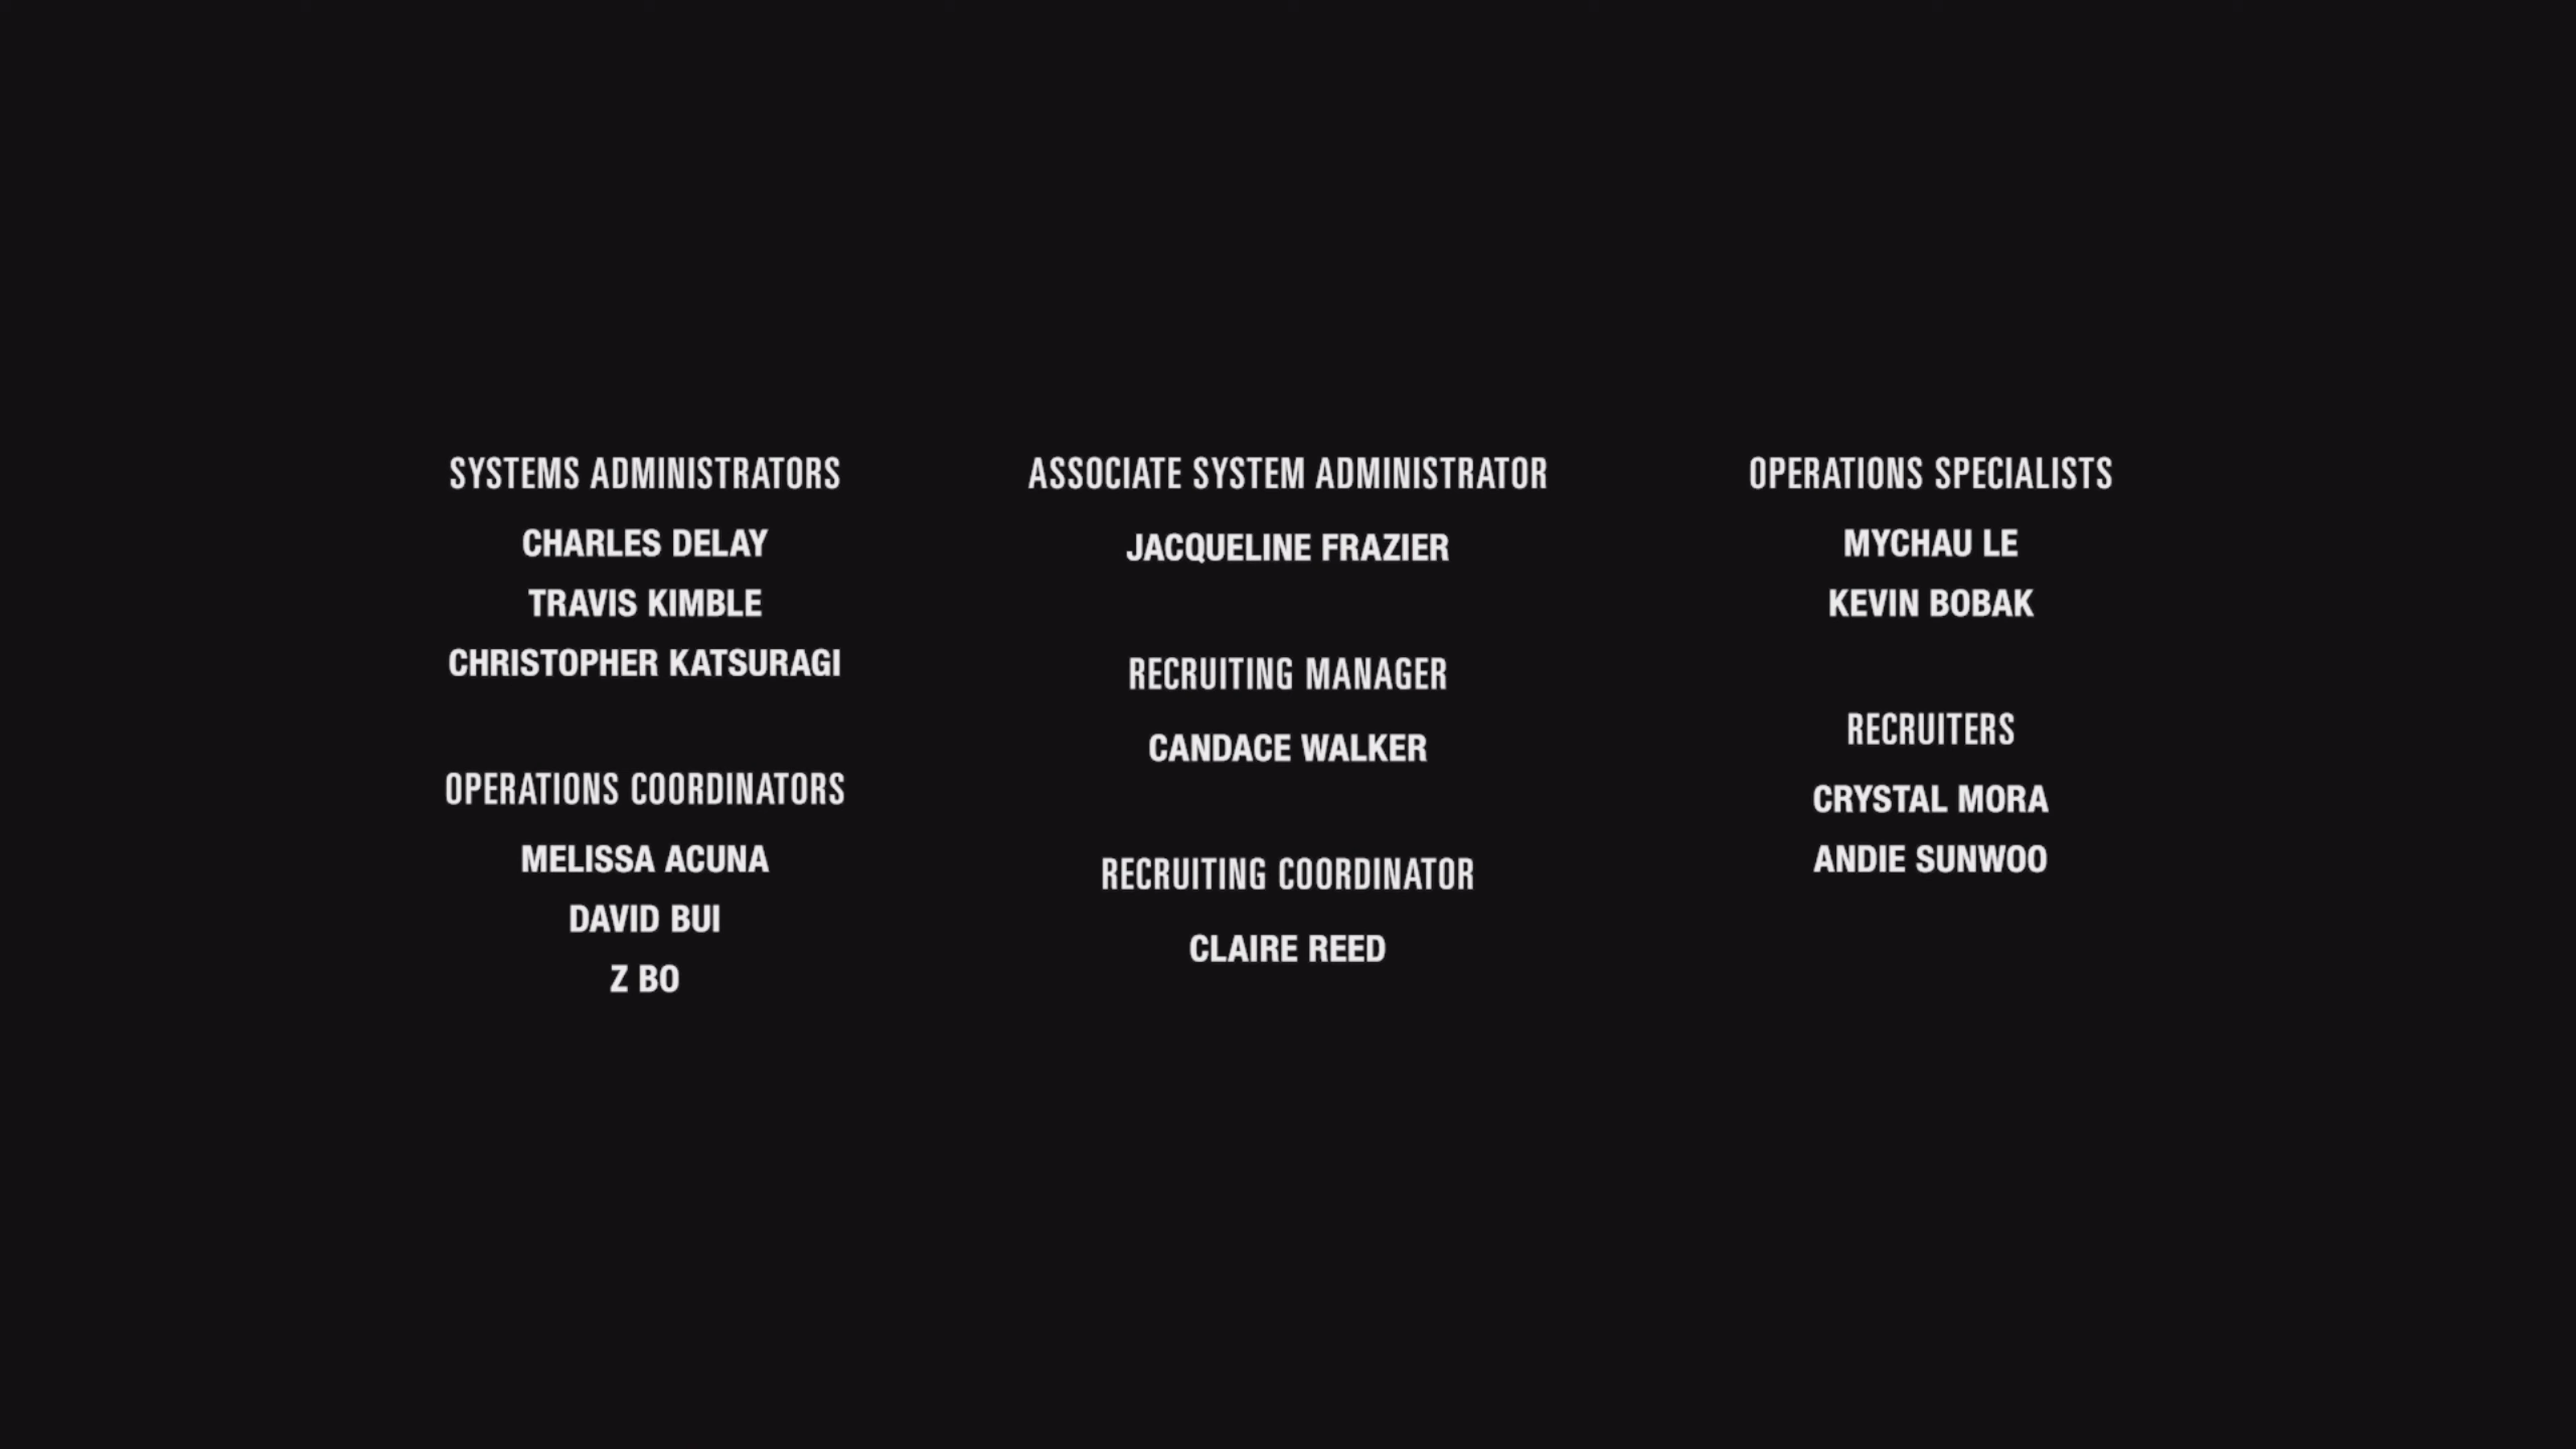 SYSTEMS ADMINISTRATORS
CHARLES DELAY
TRAVIS KIMBLE
CHRISTOPHER KATSURAGI
OPERATIONS COORDINATORS
MELISSA ACUNA
DAVID BUI
Z BO
ASSOCIATE SYSTEM ADMINISTRATOR
JACQUELINE FRAZIER
RECRUITING MANAGER
CANDACE WALKER
RECRUITING COORDINATOR
CLAIRE REED
OPERATIONS SPECIALISTS
MYCHAU LE
KEVIN BOBAK
RECRUITERS
CRYSTAL MORA
ANDIE SUNWOO